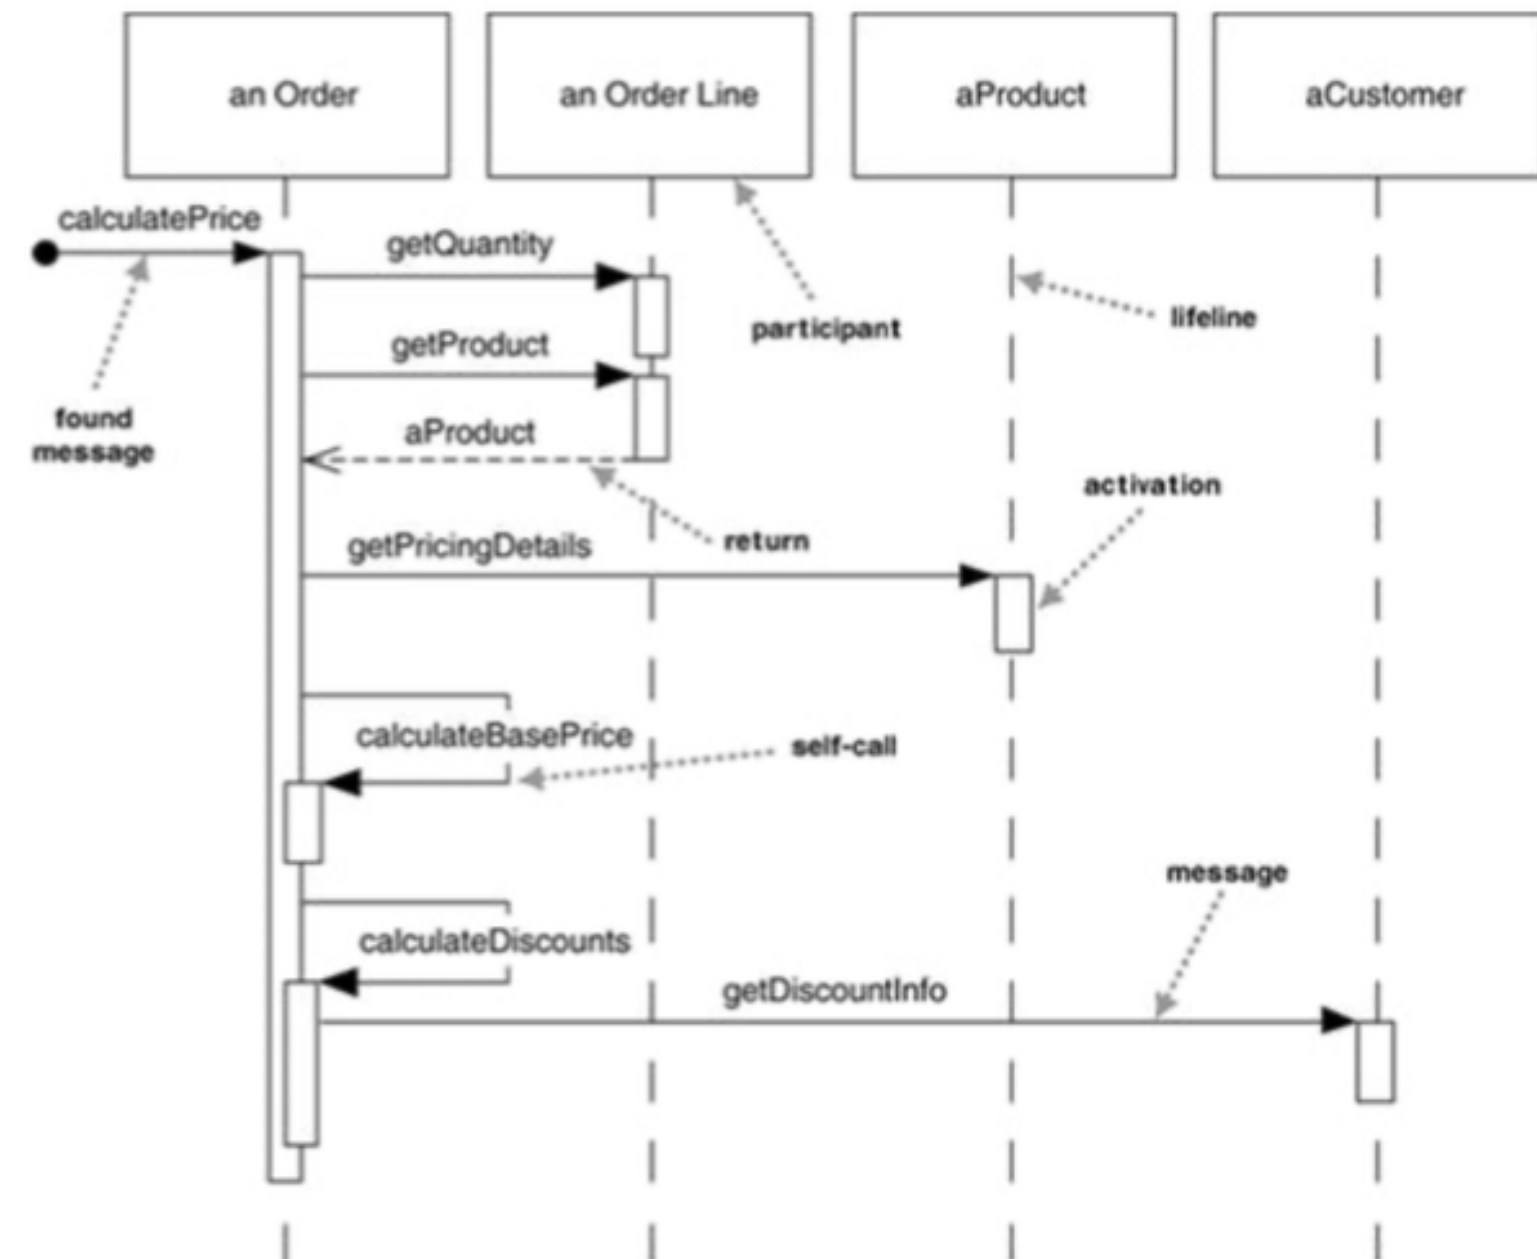 an Order
an Order Line
aProduct
aCustomer
calculatePrice
getQuantity
participant
lifeline
getProduct
found
message
aProduct
activation
return
getPricingDetails
calculateBasePrice
self-call
message
calculateDiscounts
getDiscountInfo